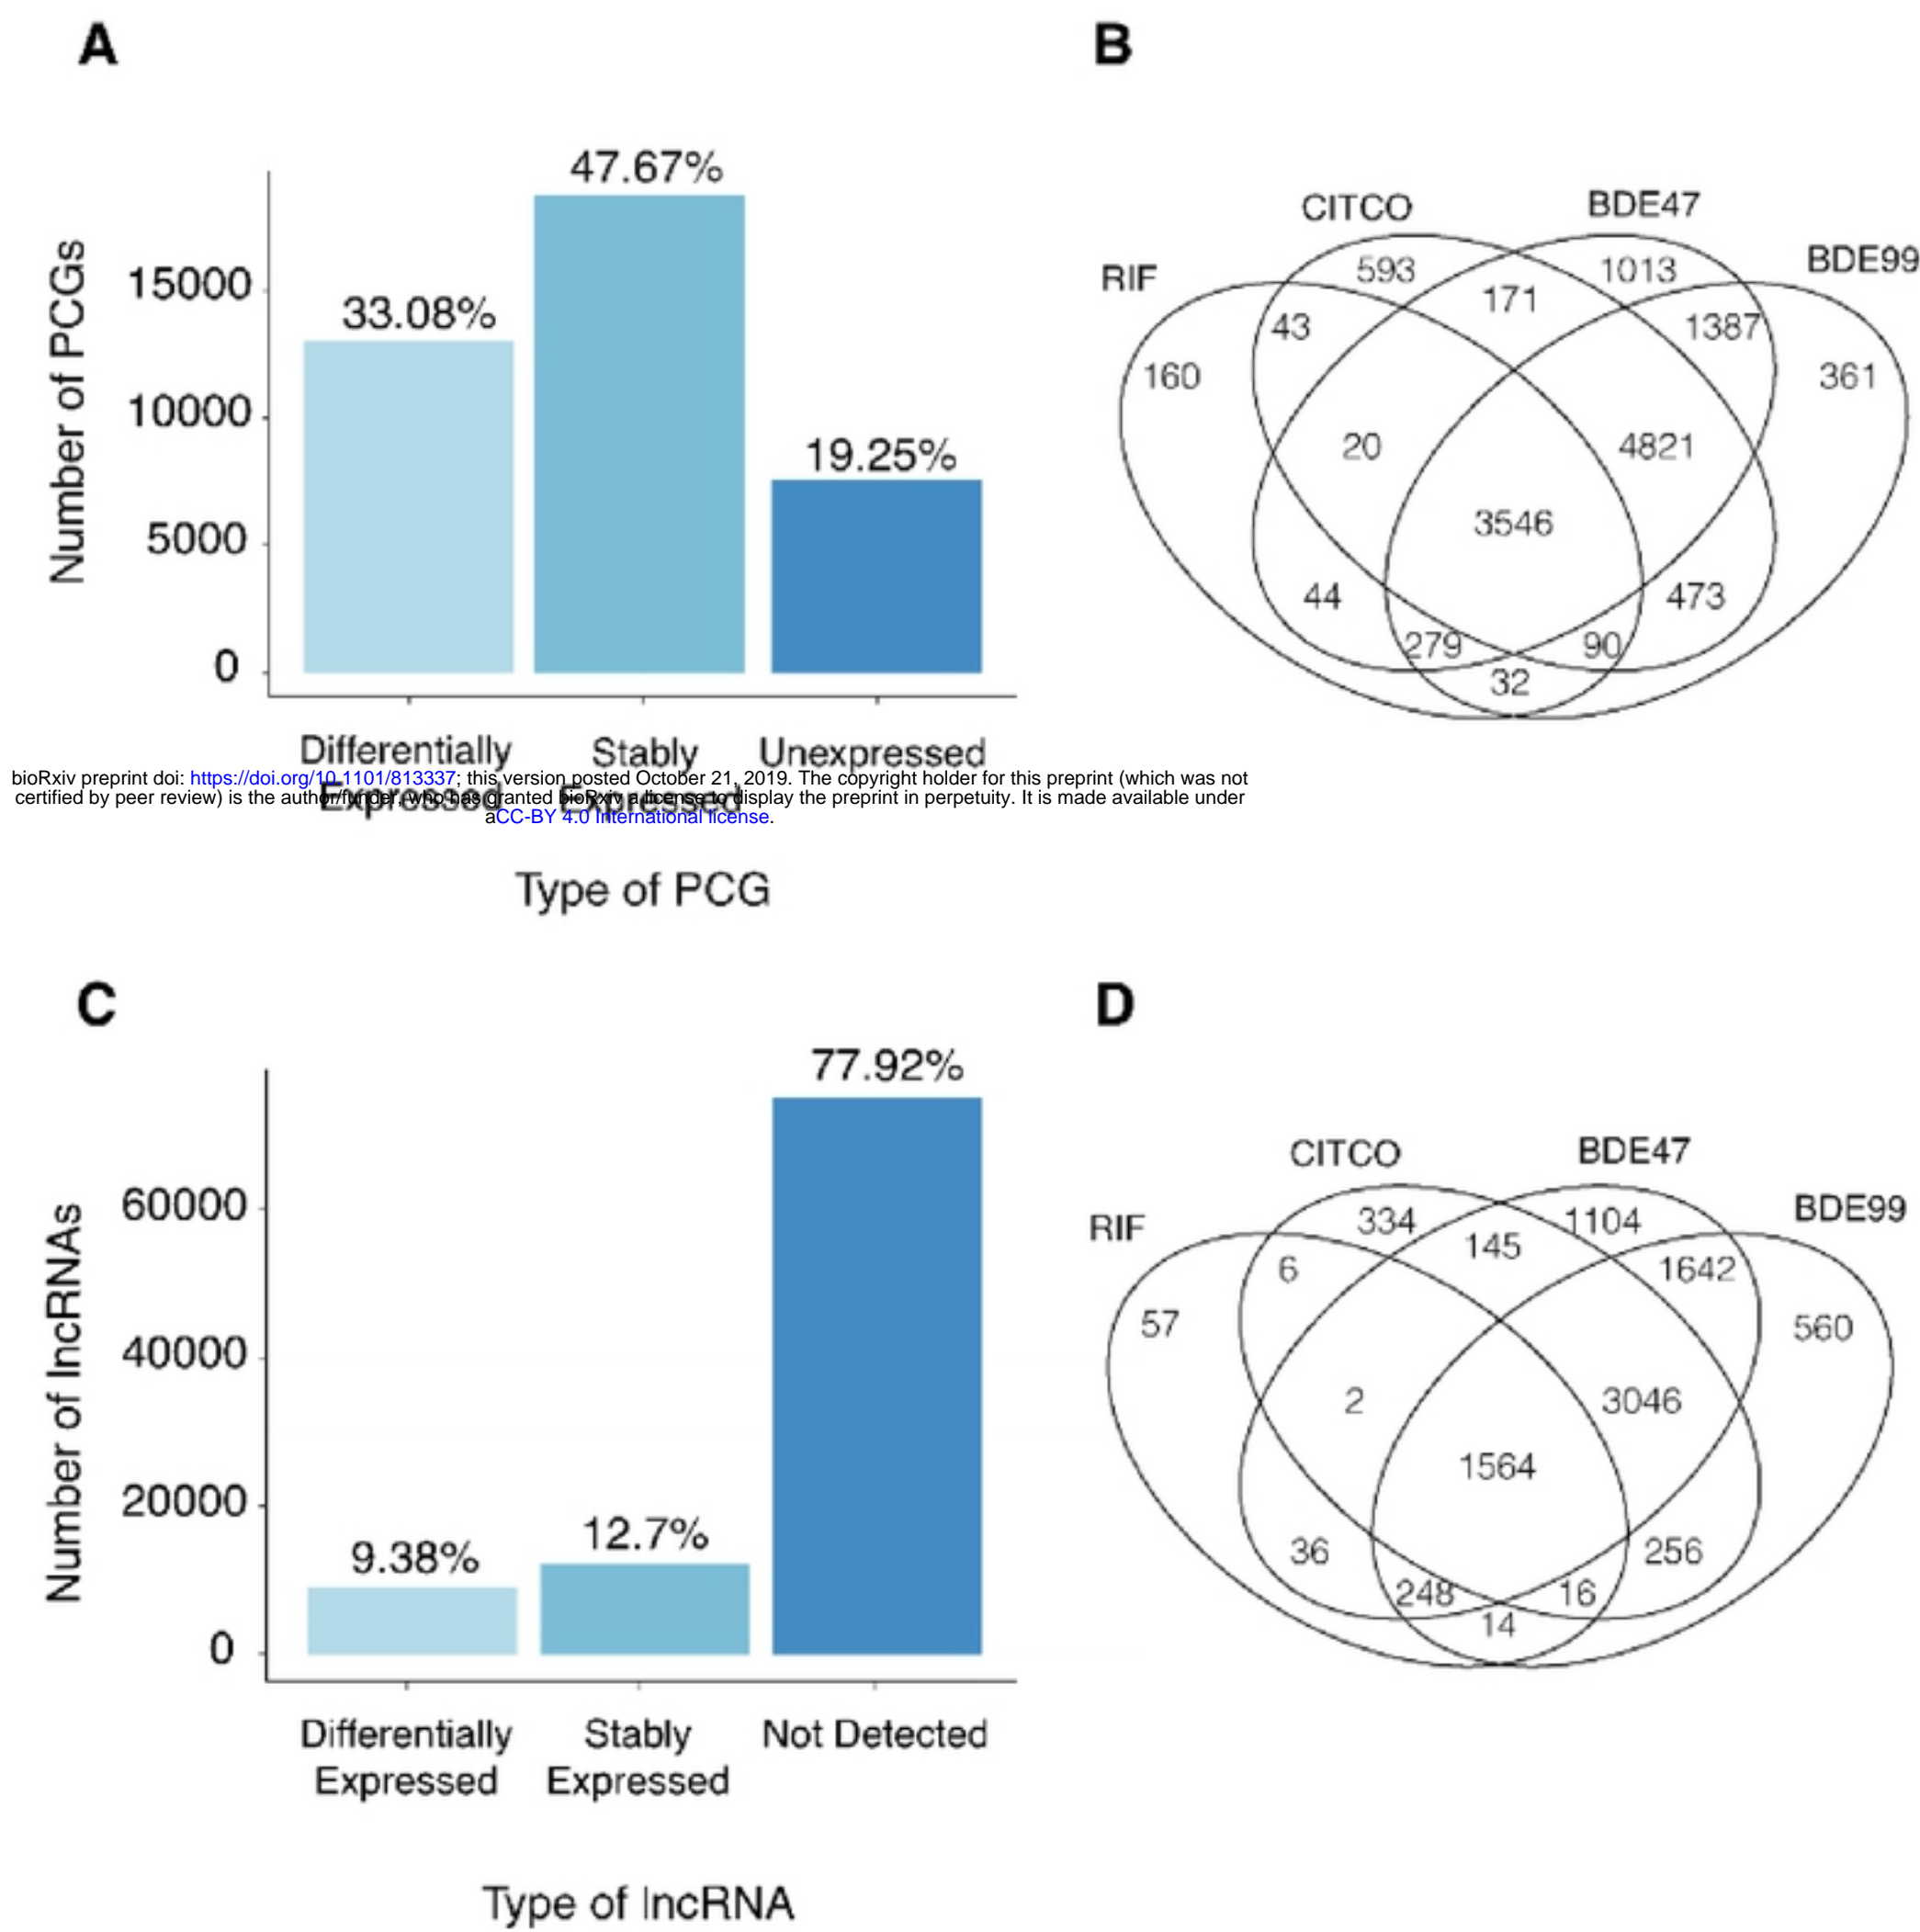 A
B
47.67%
33.08%
19.25%
15000
10000
5000
0
Number of PCGs
Differentially
Expressed
Stably
Expressed
Unexpressed
Type of PCG
CITCO
BDE47
RIF
BDE99
593
1013
171
43
1387
160
361
20
4821
3546
44
473
279
90
32
bioRxiv preprint doi: https://doi.org/10.1101/813337; this version posted October 21, 2019. The copyright holder for this preprint (which was not
certified by peer review) is the author/funder, who has granted bioRxiv a license to display the preprint in perpetuity. It is made available under
aCC-BY 4.0 International license.
C
D
77.92%
12.7%
9.38%
60000
40000
20000
0
Number of lncRNAs
Differentially
Expressed
Stably
Expressed
Not Detected
Type of lncRNA
CITCO
BDE47
RIF
BDE99
334
1104
145
6
1642
57
560
2
3046
1564
36
256
248
16
14